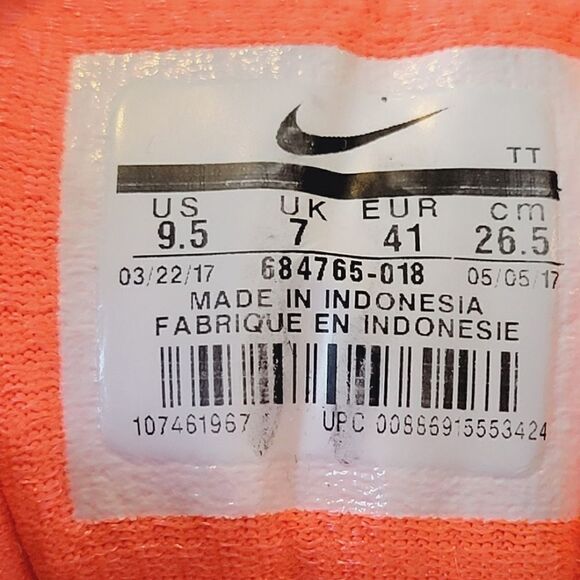 TT
US UK EUR cm
9.5 7 41 26.5
03/22/17 684765-018 05/05/17
MADE IN INDONESIA
FABRIQUE EN INDONESIE
107461967 UPC 00886915553424